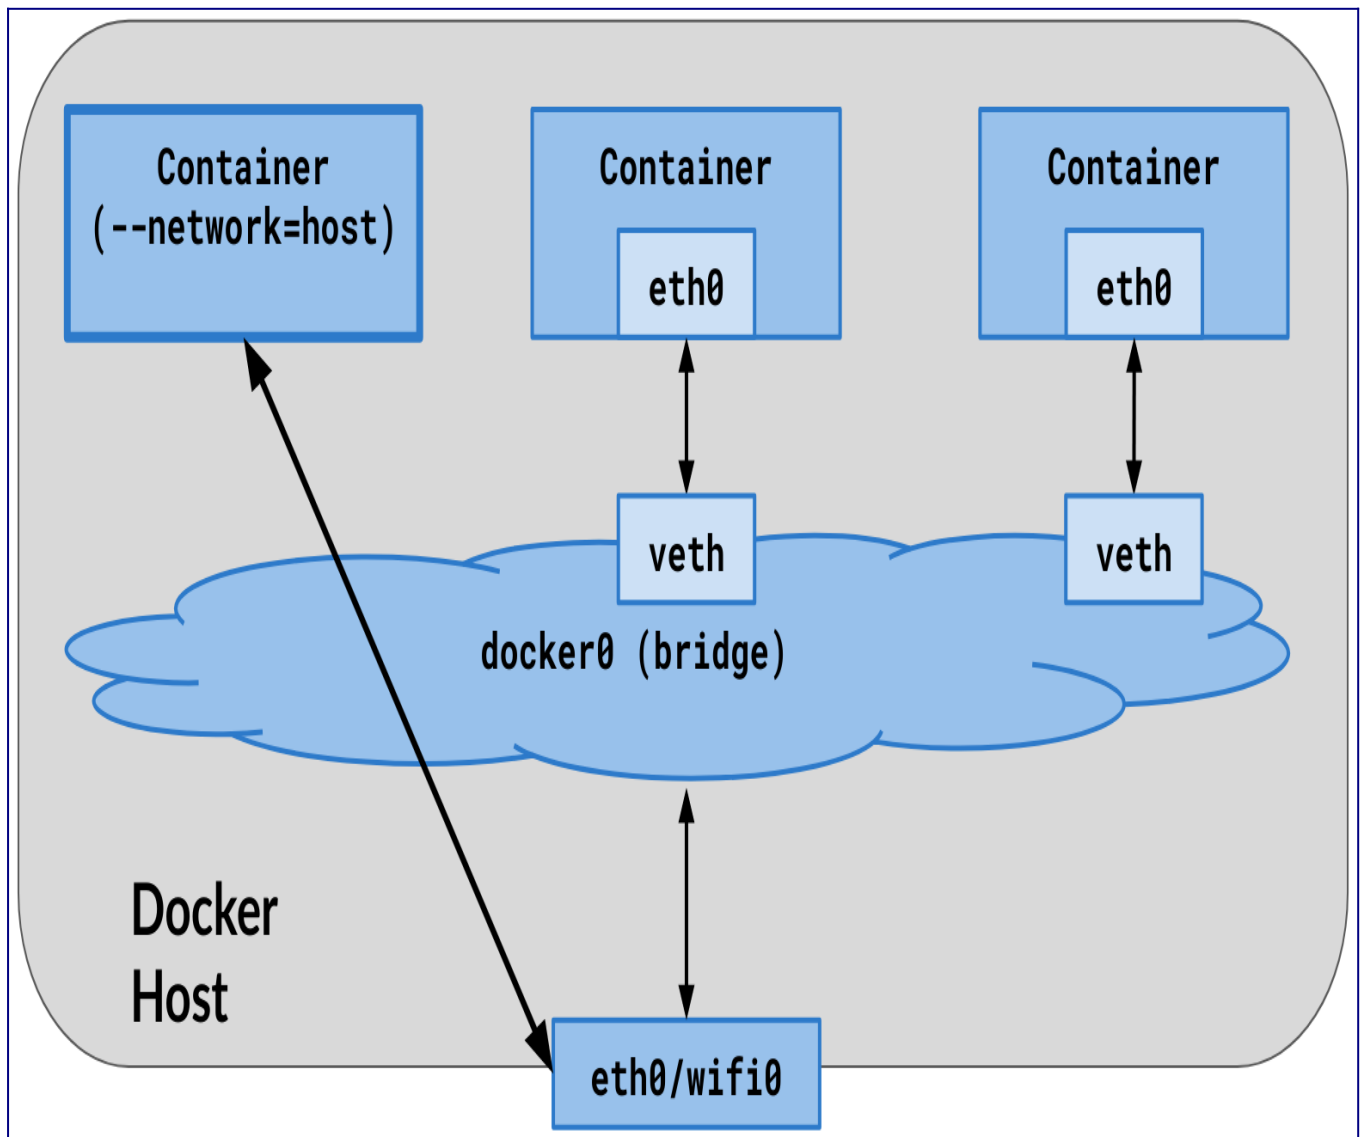 Container
(--network=host)
Container
eth0
Container
eth0
veth
veth
docker0 (bridge)
Docker
Host
eth0/wifi0